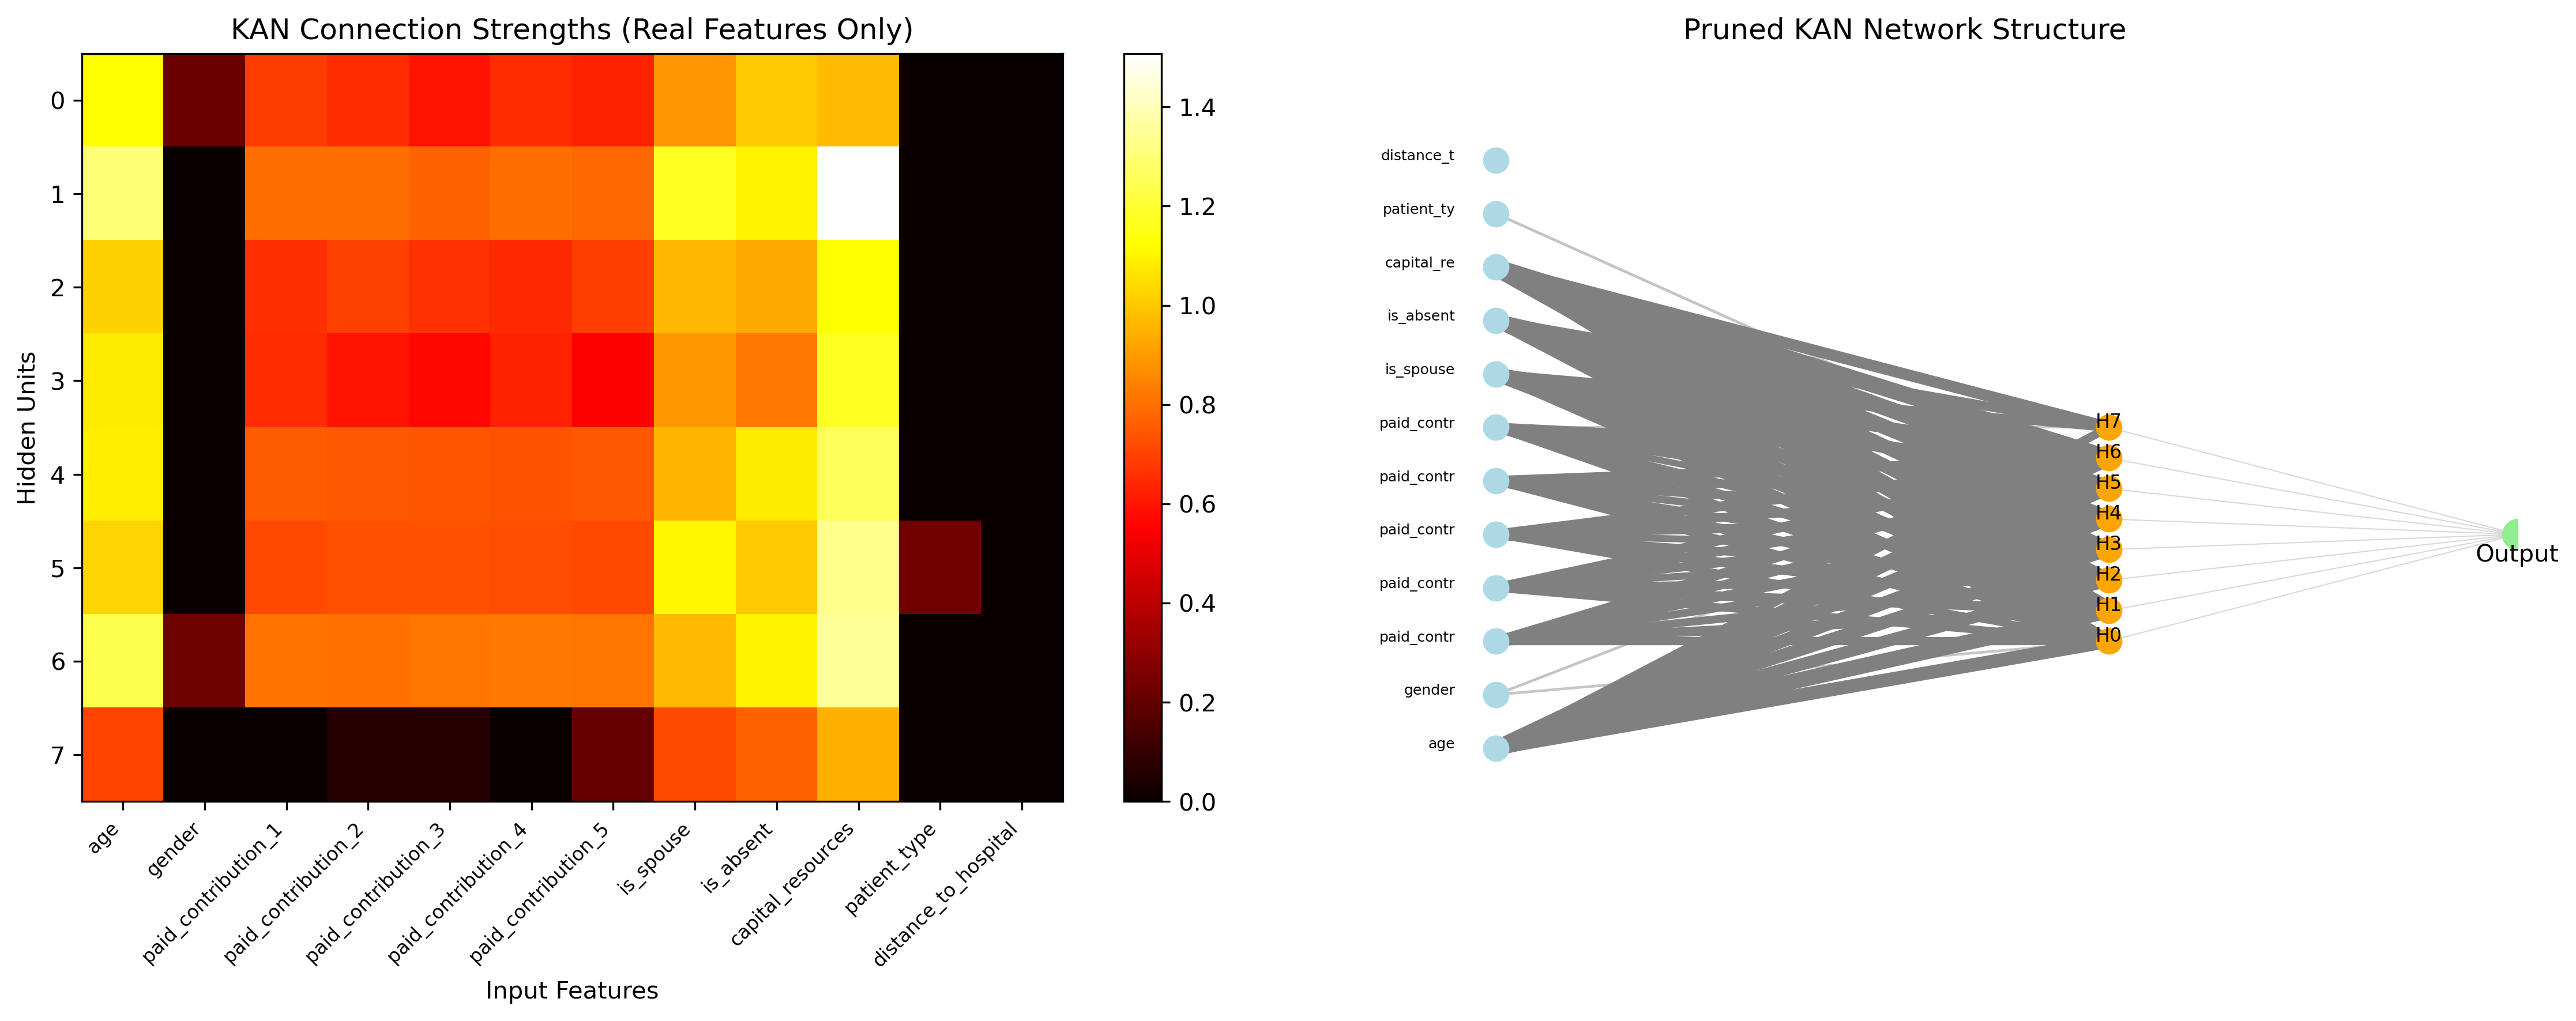 KAN Connection Strengths (Real Features Only)
Hidden Units
0
1
2
3
4
5
6
7
age
gender
paid_contribution_1
paid_contribution_2
paid_contribution_3
paid_contribution_4
paid_contribution_5
is_spouse
is_absent
capital_resources
patient_type
distance_to_hospital
Input Features
1.4
1.2
1.0
0.8
0.6
0.4
0.2
0.0
Pruned KAN Network Structure
distance_t
patient_ty
capital_re
is_absent
is_spouse
paid_contr
paid_contr
paid_contr
paid_contr
paid_contr
gender
age
H7
H6
H5
H4
H3
H2
H1
H0
Output